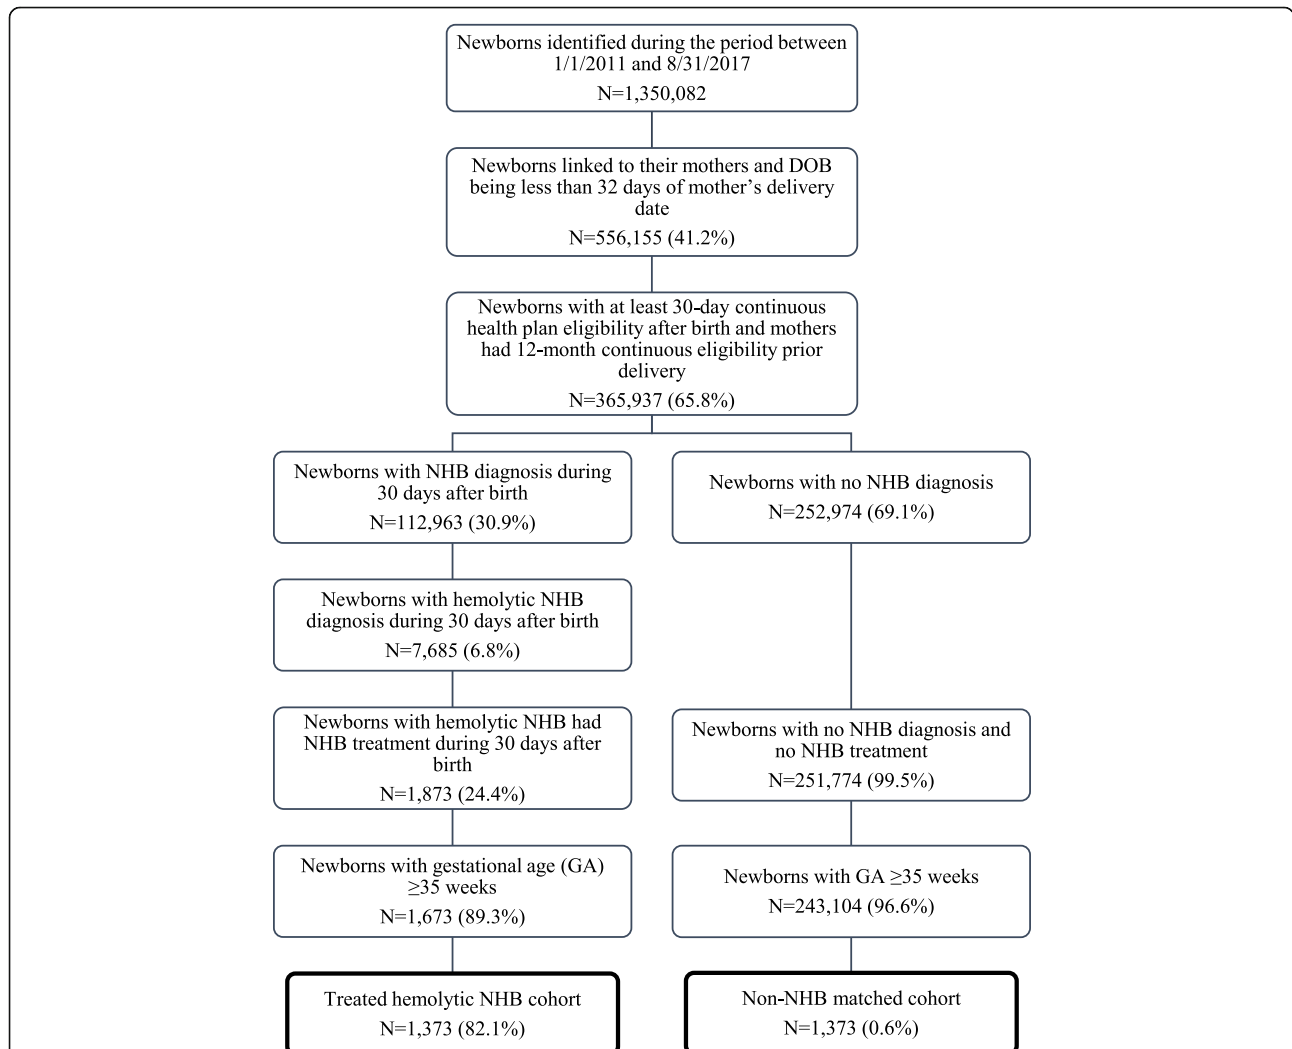 Newborns identified during the period between
1/1/2011 and 8/31/2017
N=1,350,082
Newborns linked to their mothers and DOB
being less than 32 days of mother's delivery
date
N=556,155 (41.2%)
Newborns with at least 30-day continuous
health plan eligibility after birth and mothers
had 12-month continuous eligibility prior
delivery
N=365,937 (65.8%)
Newborns with NHB diagnosis during
30 days after birth
N=112,963 (30.9%)
Newborns with no NHB diagnosis
N=252,974 (69.1%)
Newborns with hemolytic NHB
diagnosis during 30 days after birth
N=7,685 (6.8%)
Newborns with hemolytic NHB had
NHB treatment during 30 days after
birth
N=1,873 (24.4%)
Newborns with no NHB diagnosis and
no NHB treatment
N=251,774 (99.5%)
Newborns with gestational age (GA)
≥35 weeks
N=1,673 (89.3%)
Newborns with GA ≥35 weeks
N=243,104 (96.6%)
Treated hemolytic NHB cohort
N=1,373 (82.1%)
Non-NHB matched cohort
N=1,373 (0.6%)